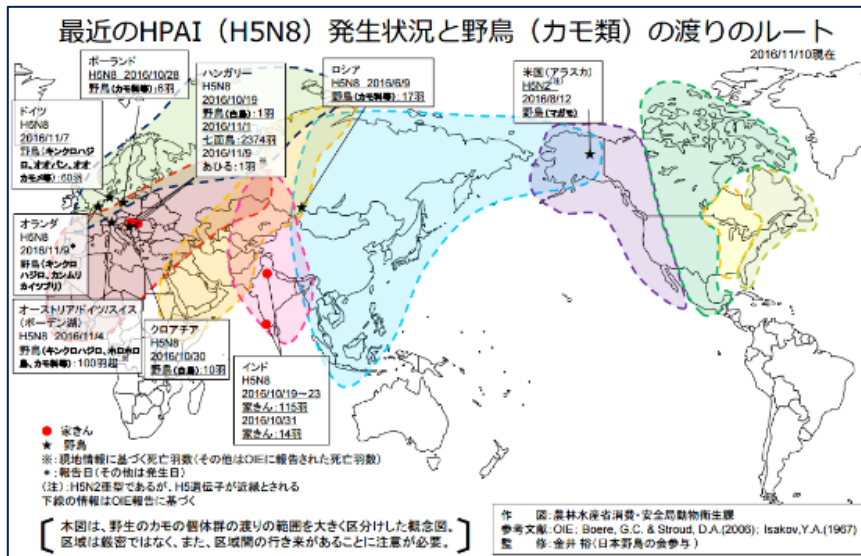 最近のHPAI（H5N8）発生状況と野鳥（カモ類）の渡りのルート
2016/11/10現在
ポーランド
H5N8 2016/10/28
野鳥(カモ科等):6羽
ハンガリー
H5N8
2016/10/19
野鳥(白鳥):1羽
2016/11/1
七面鳥:2374羽
2016/11/9
あひる:1羽※
ロシア
H5N8 2016/6/9
野鳥(カモ科等):17羽
米国(アラスカ)
H5N2(注)
2016/8/12
野鳥(マガモ)
ドイツ
H5N8
2016/11/7
野鳥(キンクロハジ
ロ、オオバン、オオ
カモメ等):60羽
オランダ
H5N8
2016/11/9*
野鳥(キンクロ
ハジロ、カンムリ
カイツブリ)
オーストリア/ドイツ/スイス
(ボーデン湖)
H5N8 2016/11/4
野鳥(キンクロハジロ、ホロホロ
鳥、カモ科等):100羽超※
クロアチア
H5N8
2016/10/30
野鳥(白鳥):10羽
インド
H5N8
2016/10/19～23
家きん:115羽
2016/10/31
家きん:14羽
● 家きん
★ 野鳥
※:現地情報に基づく死亡羽数(その他はOIEに報告された死亡羽数)
*:報告日(その他は発生日)
(注):H5N2亜型であるが、H5遺伝子が近縁とされる
下線の情報はOIE報告に基づく
本図は、野生のカモの個体群の渡りの範囲を大きく区分けした概念図。
区域は厳密ではなく、また、区域間の行き来があることに注意が必要。
作 図:農林水産省消費・安全局動物衛生課
参考文献:OIE; Boere, G.C. & Stroud, D.A.(2006); Isakov,Y.A.(1967)
監 修:金井 裕(日本野鳥の会参与)